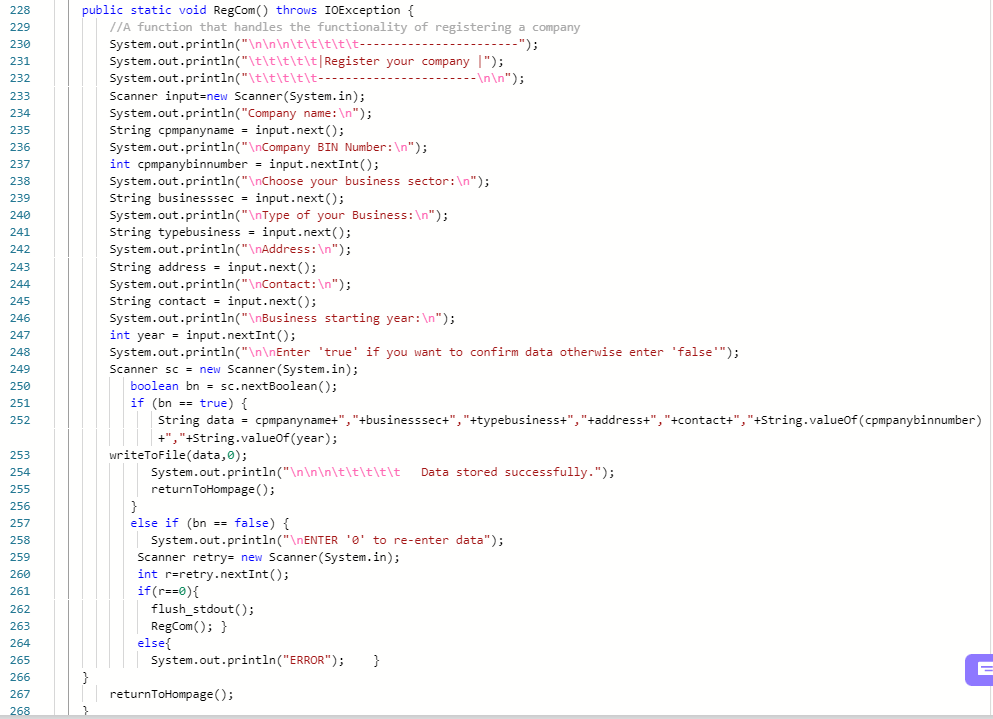 228 public static void RegCom() throws IOException {
229 //A function that handles the functionality of registering a company
230 System.out.println("\n\n\n\t\t\t\t\t-----------------------");
231 System.out.println("\t\t\t\t\t|Register your company |");
232 System.out.println("\t\t\t\t\t-----------------------\n\n");
233 Scanner input=new Scanner(System.in);
234 System.out.println("Company name:\n");
235 String cpmpanyname = input.next();
236 System.out.println("\nCompany BIN Number:\n");
237 int cpmpanybinnumber = input.nextInt();
238 System.out.println("\nChoose your business sector:\n");
239 String businesssec = input.next();
240 System.out.println("\nType of your Business:\n");
241 String typebusiness = input.next();
242 System.out.println("\nAddress:\n");
243 String address = input.next();
244 System.out.println("\nContact:\n");
245 String contact = input.next();
246 System.out.println("\nBusiness starting year:\n");
247 int year = input.nextInt();
248 System.out.println("\n\nEnter 'true' if you want to confirm data otherwise enter 'false'");
249 Scanner sc = new Scanner(System.in);
250 boolean bn = sc.nextBoolean();
251 if (bn == true) {
252 String data = cpmpanyname+","+businesssec+","+typebusiness+","+address+","+contact+","+String.valueOf(cpmpanybinnumber)
+","+String.valueOf(year);
253 writeToFile(data,0);
254 System.out.println("\n\n\n\t\t\t\t\t   Data stored successfully.");
255 returnToHompage();
256 }
257 else if (bn == false) {
258 System.out.println("\nENTER '0' to re-enter data");
259 Scanner retry= new Scanner(System.in);
260 int r=retry.nextInt();
261 if(r==0){
262 flush_stdout();
263 RegCom(); }
264 else{
265 System.out.println("ERROR");    }
266 }
267 returnToHompage();
268 }